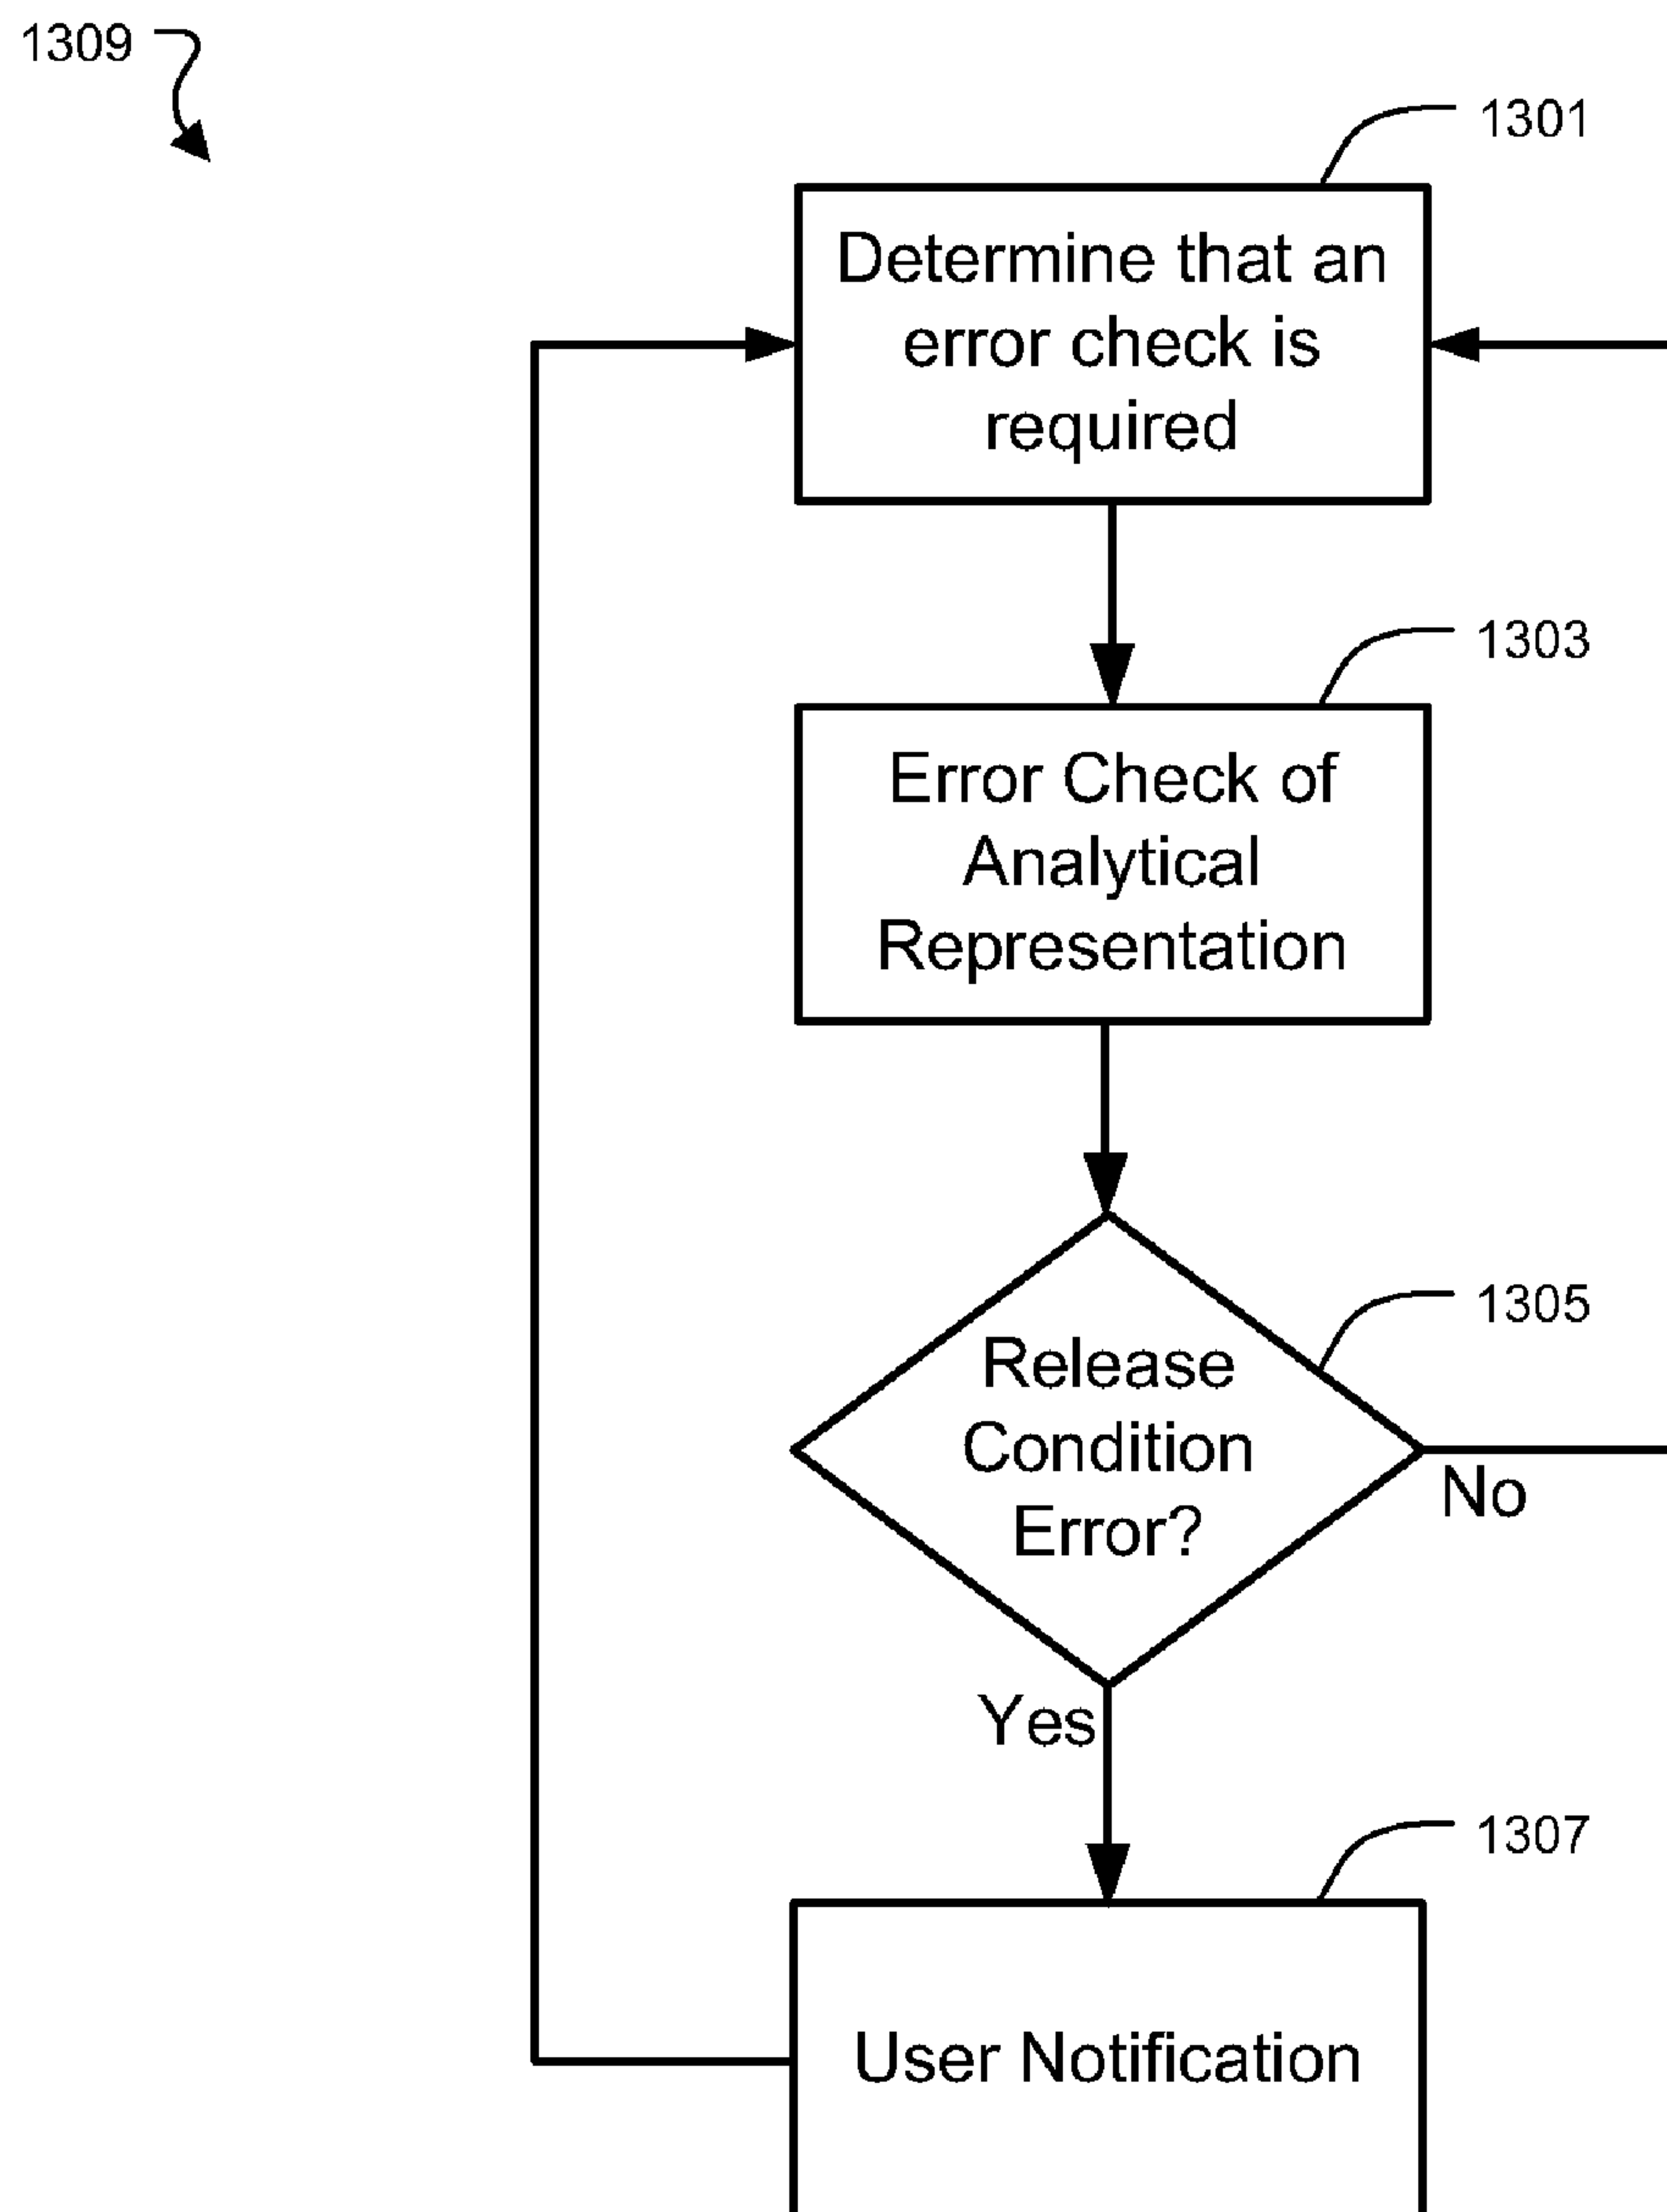 1309
1301
Determine that an
error check is
required
1303
Error Check of
Analytical
Representation
1305
Release
Condition
Error?
No
Yes
1307
User Notification